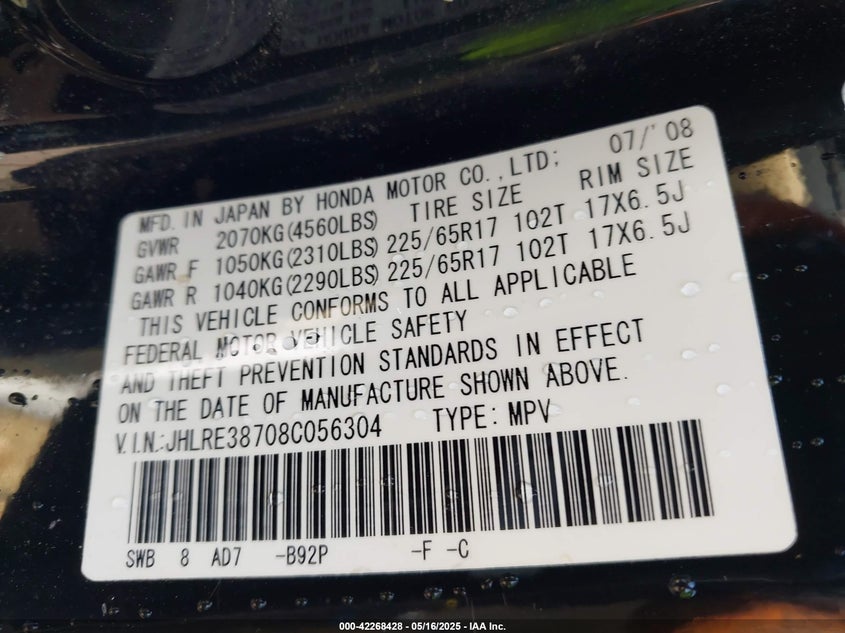 07/'08
MFD. IN JAPAN BY HONDA MOTOR CO., LTD;
GVWR 2070KG(4560LBS) TIRE SIZE RIM SIZE
GAWR F 1050KG(2310LBS) 225/65R17 102T 17X6.5J
GAWR R 1040KG(2290LBS) 225/65R17 102T 17X6.5J
THIS VEHICLE CONFORMS TO ALL APPLICABLE
FEDERAL MOTOR VEHICLE SAFETY
AND THEFT PREVENTION STANDARDS IN EFFECT
ON THE DATE OF MANUFACTURE SHOWN ABOVE.
V.I.N.:JHLRE38708C056304 TYPE: MPV
SWB 8 AD7 -B92P -F -C
000-42268428 - 05/16/2025 - IAA Inc.